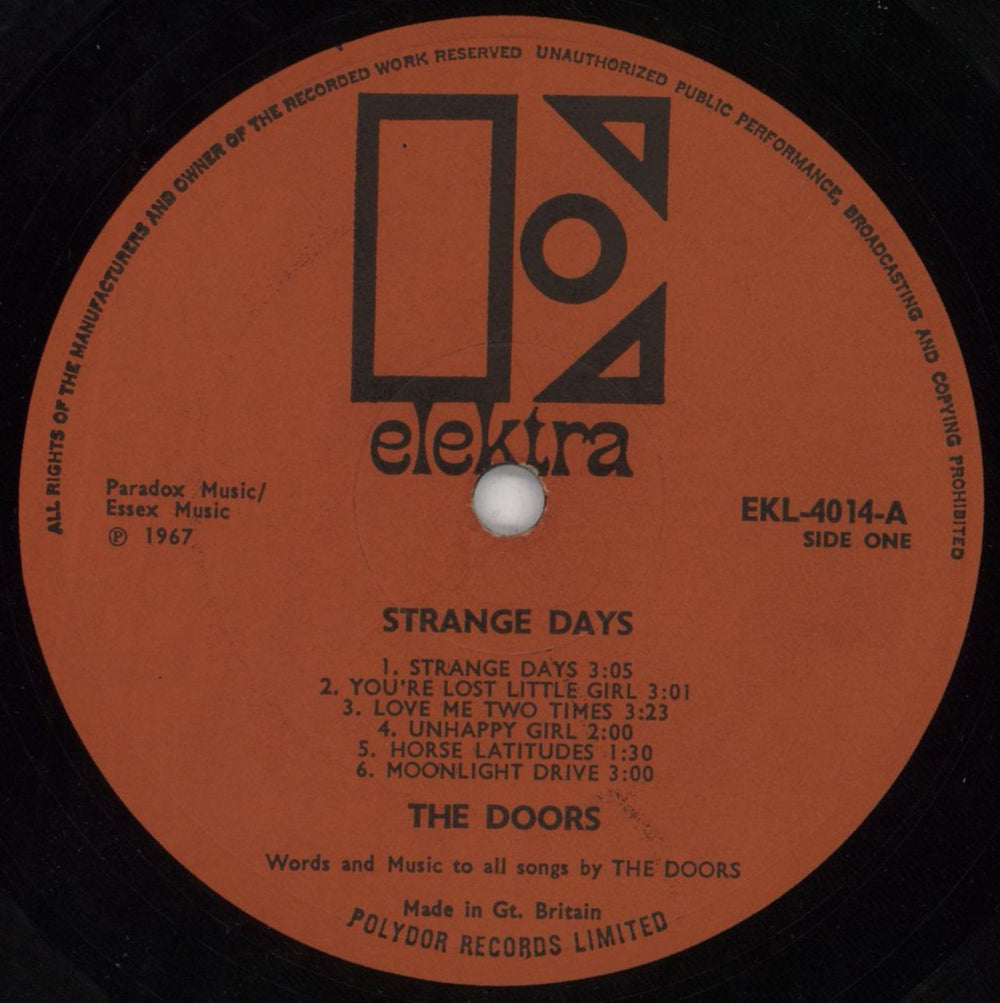 ALL RIGHTS OF THE MANUFACTURERS AND OWNER OF THE RECORDED WORK RESERVED UNAUTHORIZED PUBLIC PERFORMANCE, BROADCASTING AND COPYING PROHIBITED
elektra
Paradox Music/
Essex Music
℗ 1967
EKL-4014-A
SIDE ONE
STRANGE DAYS
1. STRANGE DAYS 3:05
2. YOU'RE LOST LITTLE GIRL 3:01
3. LOVE ME TWO TIMES 3:23
4. UNHAPPY GIRL 2:00
5. HORSE LATITUDES 1:30
6. MOONLIGHT DRIVE 3:00
THE DOORS
Words and Music to all songs by THE DOORS
Made in Gt. Britain
POLYDOR RECORDS LIMITED